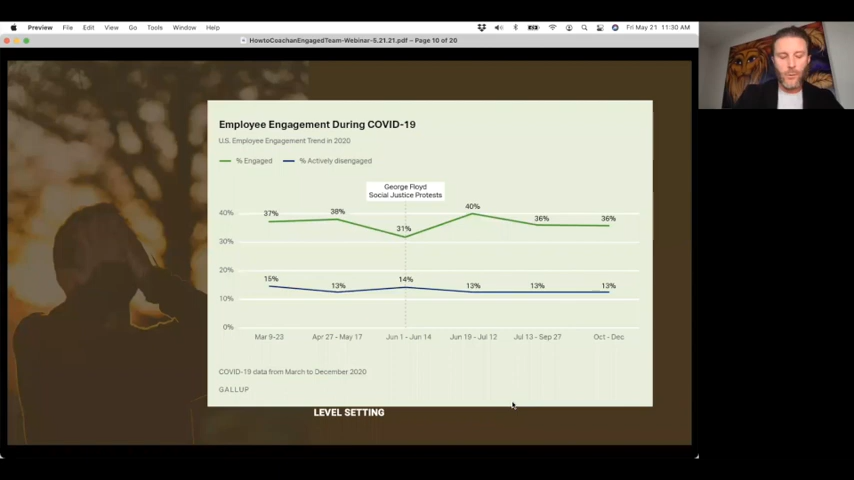 Preview File Edit View Go Tools Window Help Fri May 21 11:30 AM
HowtoCoachanEngagedTeam-Webinar-5.21.21.pdf – Page 10 of 20
Employee Engagement During COVID-19
U.S. Employee Engagement Trend in 2020
% Engaged % Actively disengaged
George Floyd
Social Justice Protests
40% 37% 38% 31% 40% 36% 36%
30%
20%
15% 13% 14% 13% 13% 13%
10%
0%
Mar 9-23 Apr 27 - May 17 Jun 1 - Jun 14 Jun 19 - Jul 12 Jul 13 - Sep 27 Oct - Dec
COVID-19 data from March to December 2020
GALLUP
LEVEL SETTING